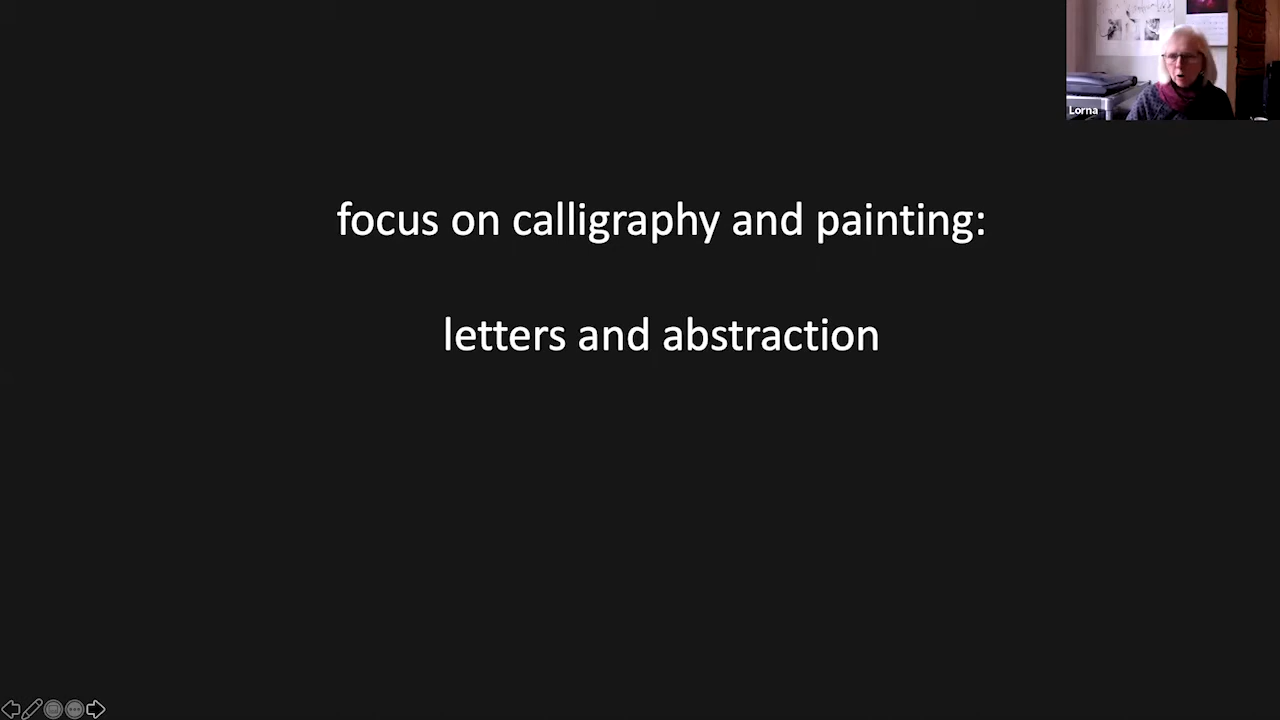 Lorna
focus on calligraphy and painting:
letters and abstraction